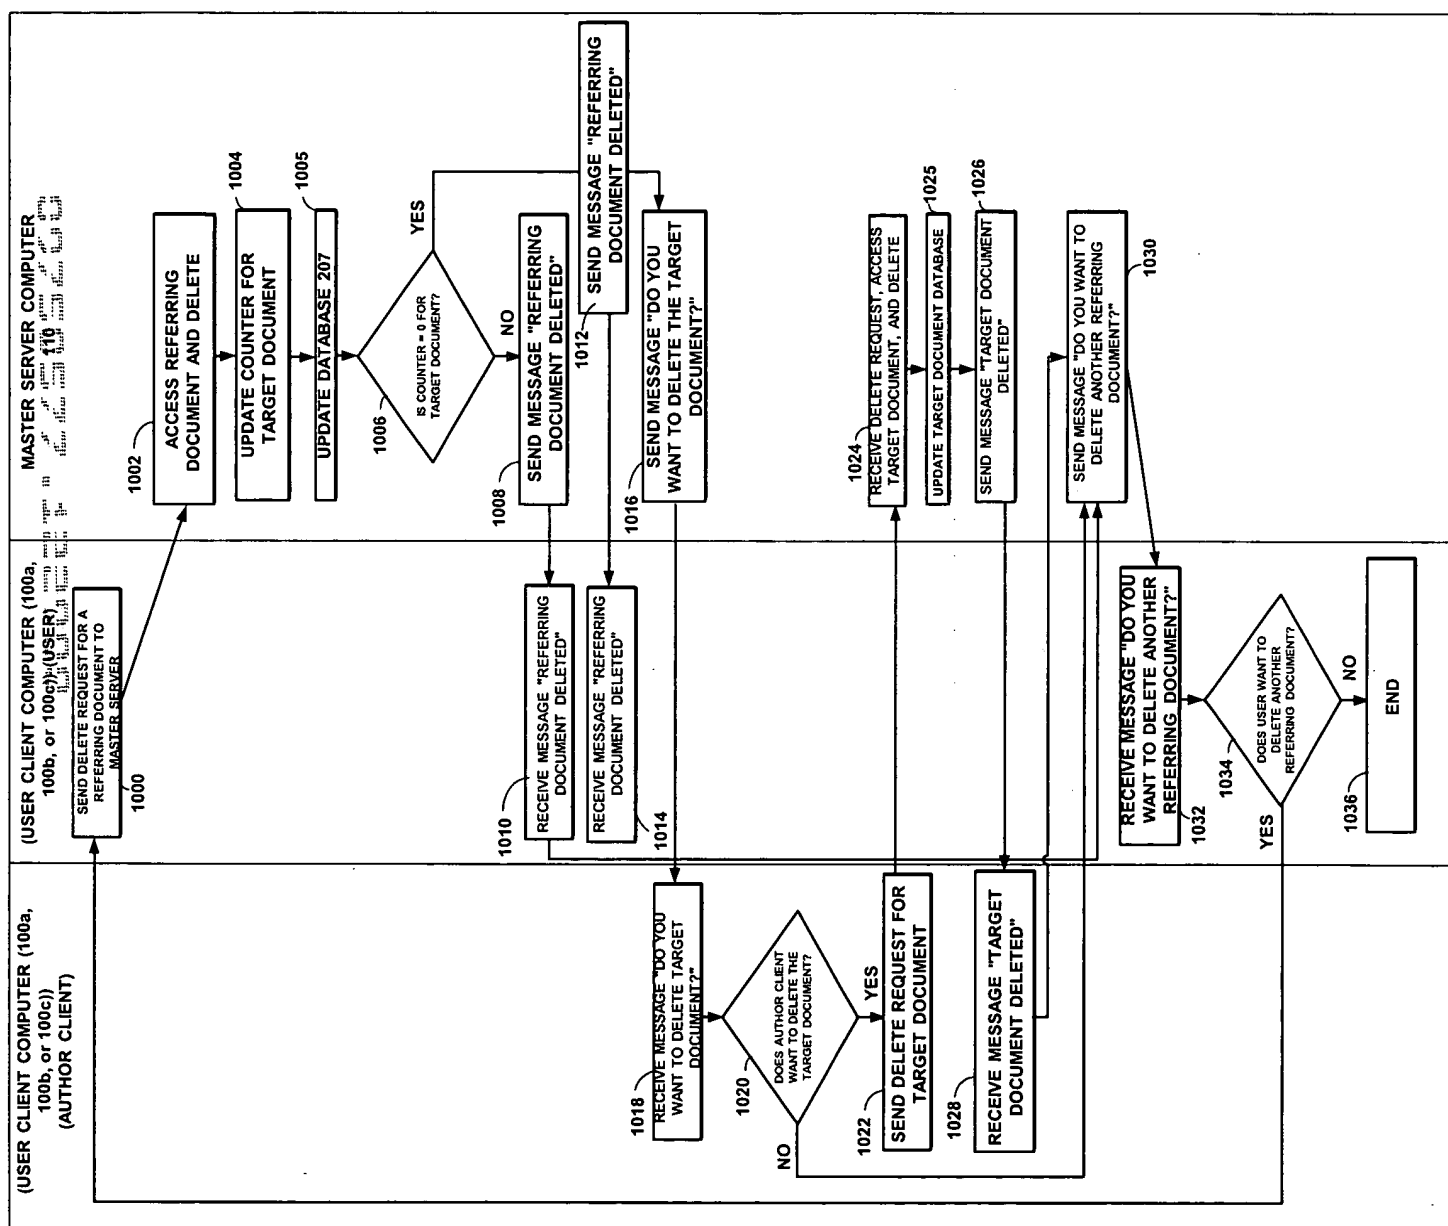 (USER CLIENT COMPUTER (100a,
100b, or 100c))
(AUTHOR CLIENT)
(USER CLIENT COMPUTER (100a,
100b, or 100c)) (USER)
MASTER SERVER COMPUTER
110
SEND DELETE REQUEST FOR A
REFERRING DOCUMENT TO
MASTER SERVER
1000
1002
ACCESS REFERRING
DOCUMENT AND DELETE
1004
UPDATE COUNTER FOR
TARGET DOCUMENT
1005
UPDATE DATABASE 207
1006
IS COUNTER = 0 FOR
TARGET DOCUMENT?
YES
NO
1008
SEND MESSAGE "REFERRING
DOCUMENT DELETED"
1010
RECEIVE MESSAGE "REFERRING
DOCUMENT DELETED"
1012
SEND MESSAGE "REFERRING
DOCUMENT DELETED"
RECEIVE MESSAGE "REFERRING
DOCUMENT DELETED"
1014
SEND MESSAGE "DO YOU
WANT TO DELETE THE TARGET
DOCUMENT?"
1016
RECEIVE MESSAGE "DO YOU
WANT TO DELETE TARGET
DOCUMENT?"
1018
1020
DOES AUTHOR CLIENT
WANT TO DELETE THE
TARGET DOCUMENT?
NO
YES
1022
SEND DELETE REQUEST FOR
TARGET DOCUMENT
1024
RECEIVE DELETE REQUEST, ACCESS
TARGET DOCUMENT, AND DELETE
1025
UPDATE TARGET DOCUMENT DATABASE
1026
SEND MESSAGE "TARGET DOCUMENT
DELETED"
1028
RECEIVE MESSAGE "TARGET
DOCUMENT DELETED"
SEND MESSAGE "DO YOU WANT TO
DELETE ANOTHER REFERRING
DOCUMENT?"
1030
RECEIVE MESSAGE "DO YOU
WANT TO DELETE ANOTHER
REFERRING DOCUMENT?"
1032
1034
DOES USER WANT TO
DELETE ANOTHER
REFERRING DOCUMENT?
YES
NO
1036
END